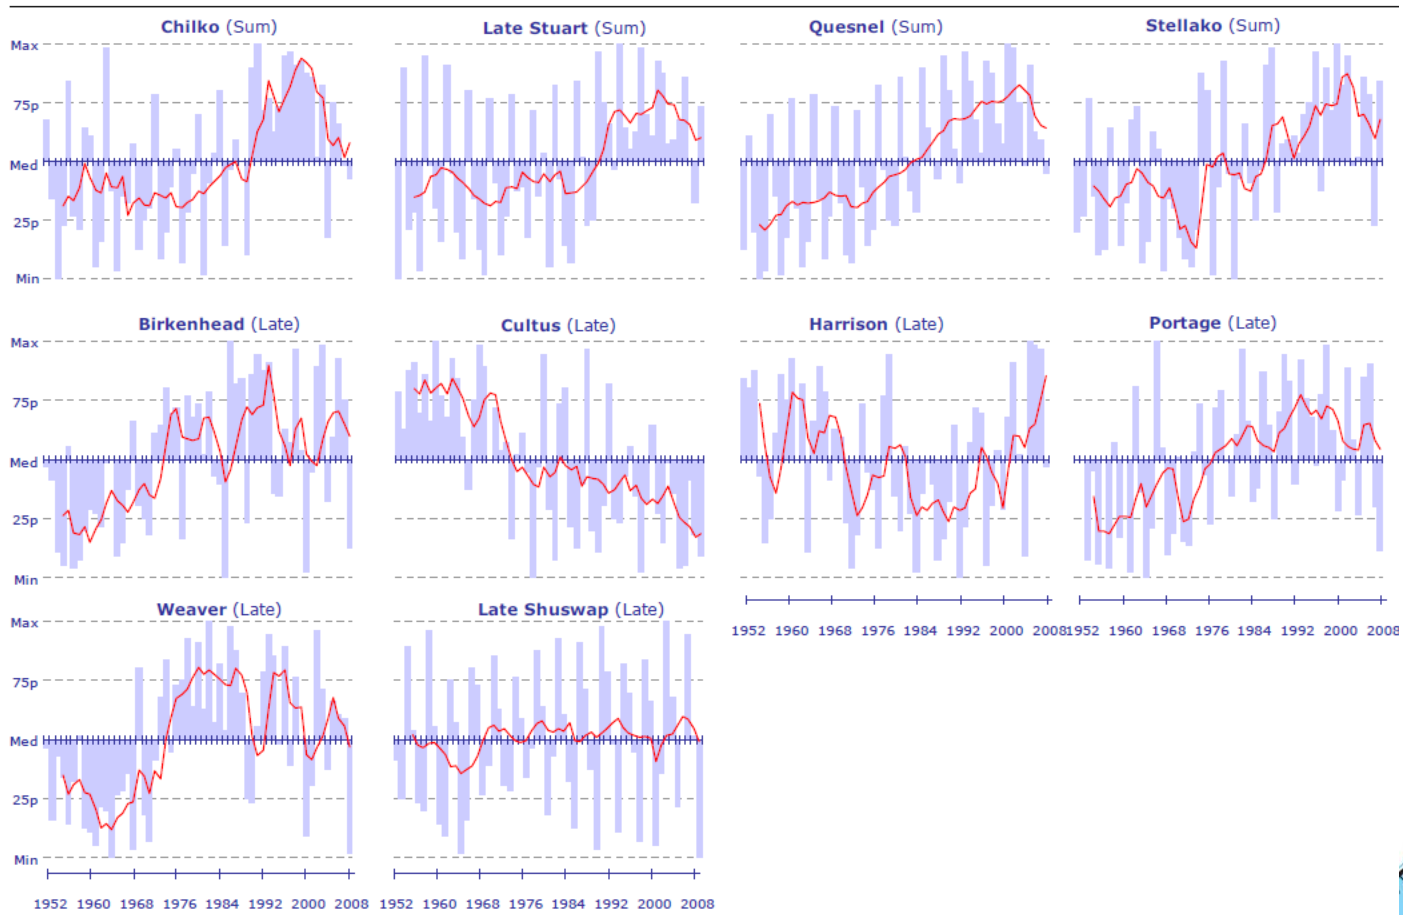 Chilko (Sum)
Late Stuart (Sum)
Quesnel (Sum)
Stellako (Sum)
Max
75p
Med
25p
Min
Birkenhead (Late)
Cultus (Late)
Harrison (Late)
Portage (Late)
Max
75p
Med
25p
Min
1952 1960 1968 1976 1984 1992 2000 2008
1952 1960 1968 1976 1984 1992 2000 2008
Weaver (Late)
Late Shuswap (Late)
Max
75p
Med
25p
Min
1952 1960 1968 1976 1984 1992 2000 2008
1952 1960 1968 1976 1984 1992 2000 2008